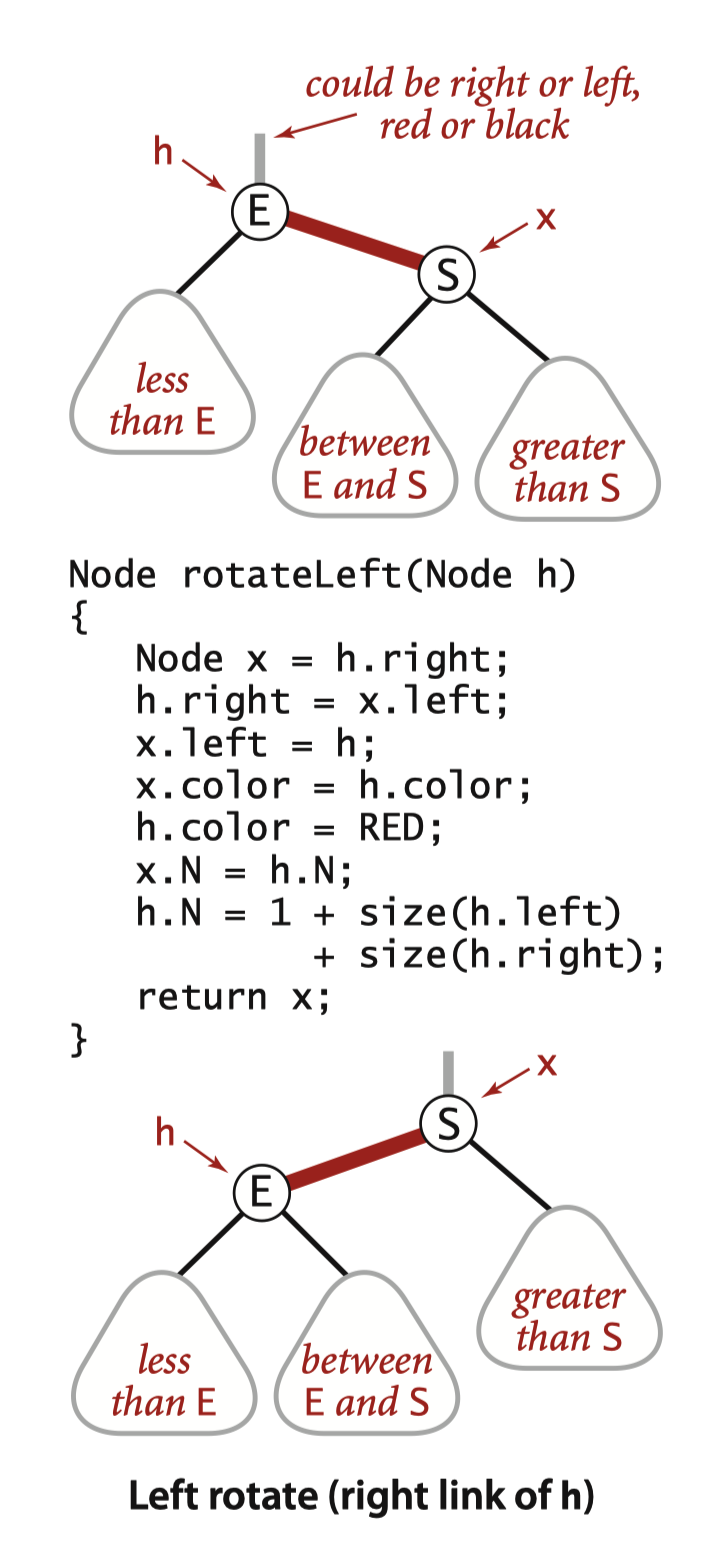 could be right or left,
red or black
h
E
x
S
less
than E
between
E and S
greater
than S
Node rotateLeft(Node h)
{
   Node x = h.right;
   h.right = x.left;
   x.left = h;
   x.color = h.color;
   h.color = RED;
   x.N = h.N;
   h.N = 1 + size(h.left)
           + size(h.right);
   return x;
}
x
S
h
E
greater
than S
less
than E
between
E and S
Left rotate (right link of h)